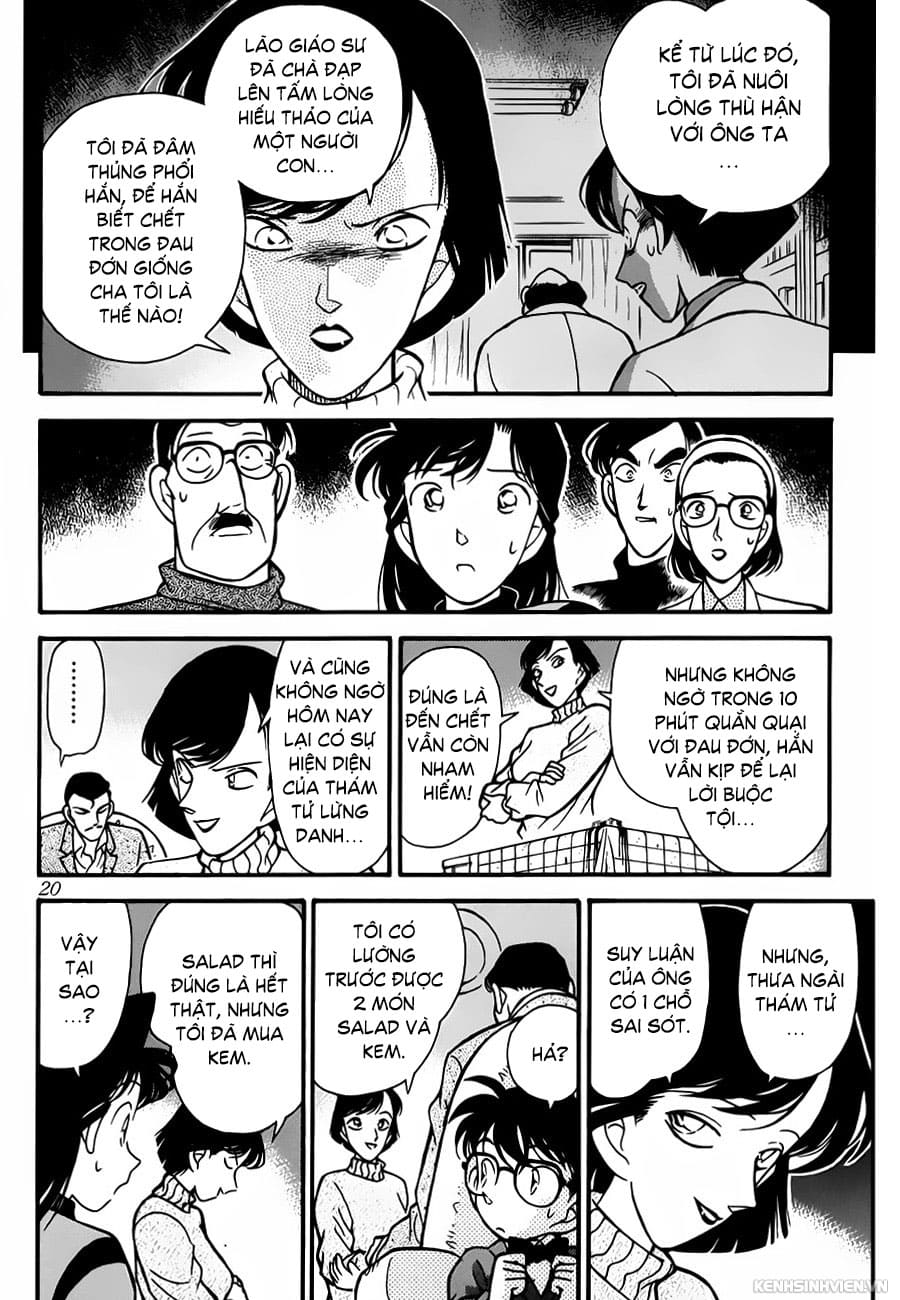 KỂ TỪ LÚC ĐÓ,
TÔI ĐÃ NUÔI
LÒNG THÙ HẬN
VỚI ÔNG TA
...
LÃO GIÁO SƯ
ĐÃ CHÀ ĐẠP
LÊN TẤM LÒNG
HIẾU THẢO CỦA
MỘT NGƯỜI
CON...
TÔI ĐÃ ĐÂM
THỦNG PHỔI
HẮN, ĐỂ HẮN
BIẾT CHẾT
TRONG ĐAU
ĐỚN GIỐNG
CHA TÔI LÀ
THẾ NÀO!
NHƯNG KHÔNG
NGỜ TRONG 10
PHÚT QUẰN QUẠI
VỚI ĐAU ĐỚN, HẮN
VẪN KỊP ĐỂ LẠI
LỜI BUỘC
TỘI...
ĐÚNG LÀ
ĐẾN CHẾT
VẪN CÒN
NHAM
HIỂM!
VÀ CŨNG
KHÔNG NGỜ
HÔM NAY
LẠI CÓ SỰ
HIỆN DIỆN
CỦA THÁM
TỬ LỪNG
DANH...
.........
20
NHƯNG,
THƯA NGÀI
THÁM TỬ
...
SUY LUẬN
CỦA ÔNG
CÓ 1 CHỖ
SAI SÓT.
HẢ?
TÔI CÓ
LƯỜNG
TRƯỚC ĐƯỢC
2 MÓN
SALAD VÀ
KEM.
SALAD THÌ
ĐÚNG LÀ HẾT
THẬT, NHƯNG
TÔI ĐÃ MUA
KEM.
VẬY
TẠI
SAO
...?
KENHSINHVIEN.VN